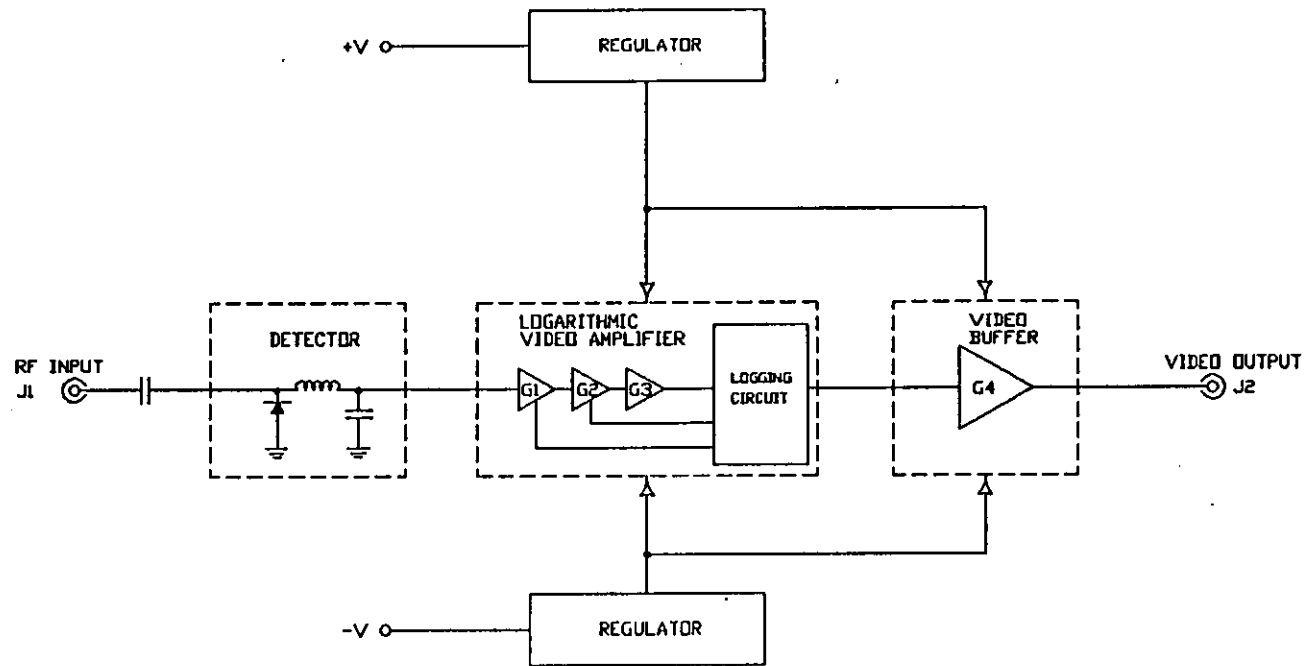 +V
REGULATOR
DETECTOR
LOGARITHMIC
VIDEO AMPLIFIER
VIDEO
BUFFER
RF INPUT
J1
G1
G2
G3
LOGGING
CIRCUIT
G4
VIDEO OUTPUT
J2
-V
REGULATOR